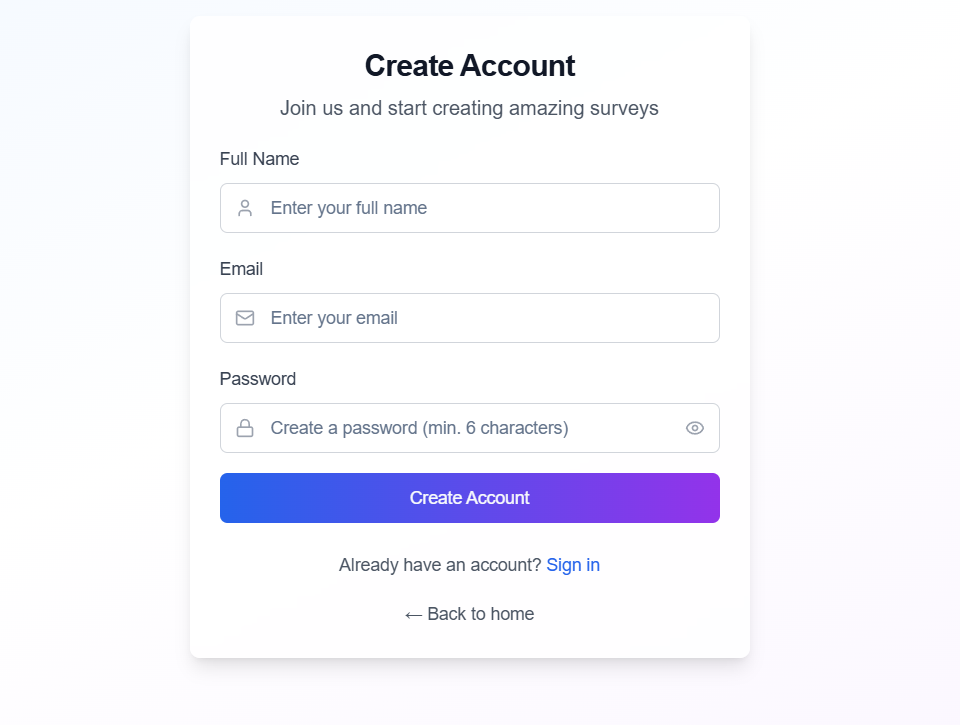 Create Account
Join us and start creating amazing surveys
Full Name
Enter your full name
Email
Enter your email
Password
Create a password (min. 6 characters)
Create Account
Already have an account? Sign in
← Back to home